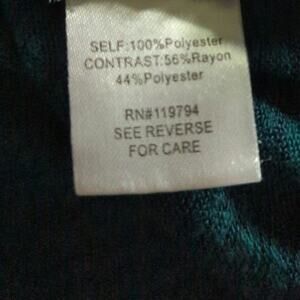 SELF:100%Polyester
CONTRAST:56%Rayon
44%Polyester
RN#119794
SEE REVERSE
FOR CARE